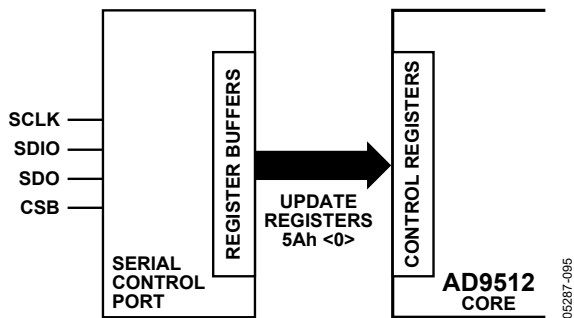 SCLK
SDIO
SDO
CSB
SERIAL
CONTROL
PORT
REGISTER BUFFERS
UPDATE
REGISTERS
5Ah <0>
CONTROL REGISTERS
AD9512
CORE
05287-095